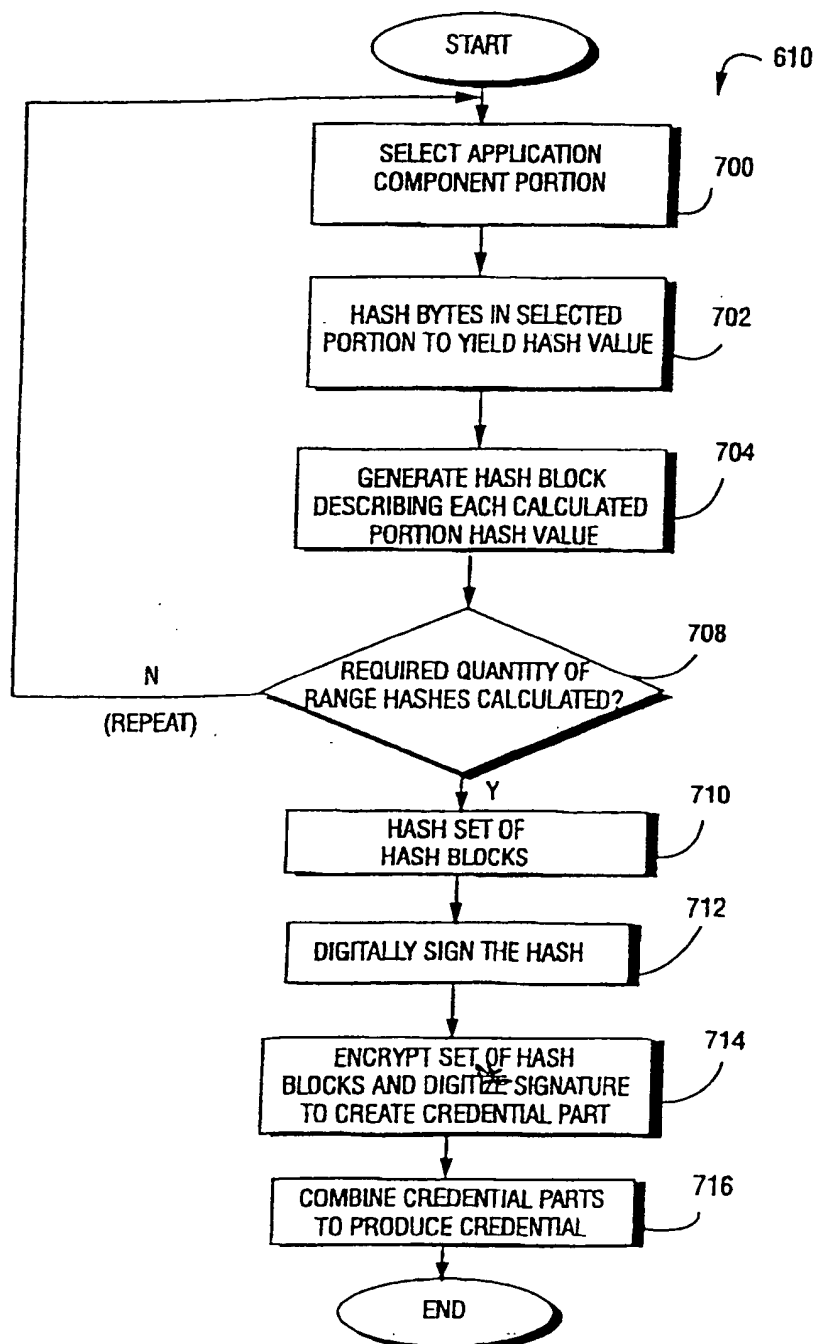 START
610
SELECT APPLICATION
COMPONENT PORTION
700
HASH BYTES IN SELECTED
PORTION TO YIELD HASH VALUE
702
GENERATE HASH BLOCK
DESCRIBING EACH CALCULATED
PORTION HASH VALUE
704
REQUIRED QUANTITY OF
RANGE HASHES CALCULATED?
708
N
(REPEAT)
Y
HASH SET OF
HASH BLOCKS
710
DIGITALLY SIGN THE HASH
712
ENCRYPT SET OF HASH
BLOCKS AND DIGITIZE SIGNATURE
TO CREATE CREDENTIAL PART
714
COMBINE CREDENTIAL PARTS
TO PRODUCE CREDENTIAL
716
END